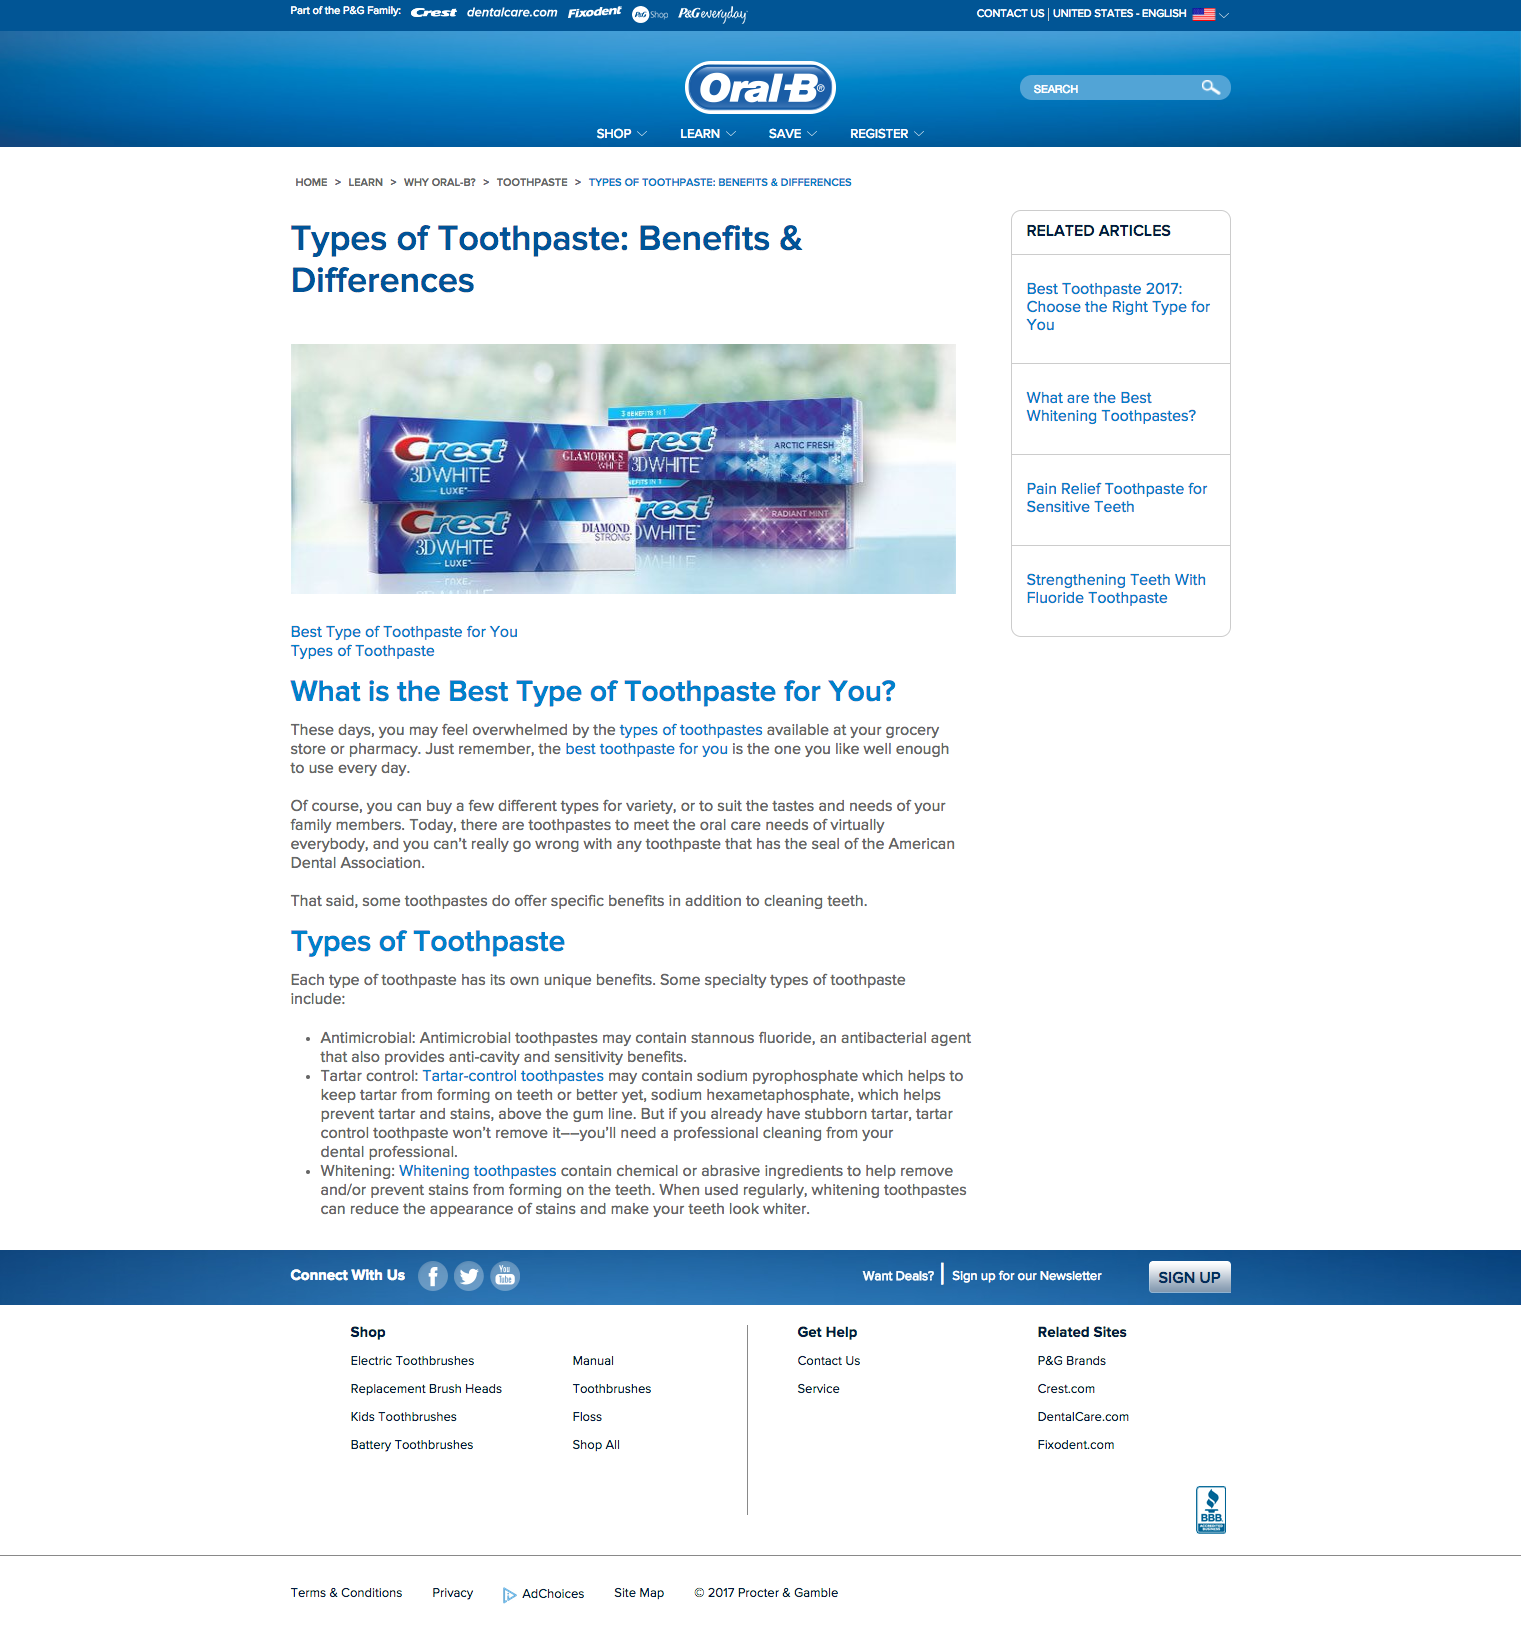 Part of the P&G Family: Crest dentalcare.com Fixodent P&G Shop P&G everyday
CONTACT US | UNITED STATES - ENGLISH
Oral-B®
SEARCH
SHOP LEARN SAVE REGISTER
HOME > LEARN > WHY ORAL-B? > TOOTHPASTE > TYPES OF TOOTHPASTE: BENEFITS & DIFFERENCES
Types of Toothpaste: Benefits &
Differences
3 BENEFITS IN 1
Crest
3D WHITE™
ARCTIC FRESH
Crest
3D WHITE
LUXE™
GLAMOROUS
WHITE
EFITS IN 1
rest
DWHITE™
RADIANT MINT
Crest
3D WHITE
LUXE™
DIAMOND
STRONG™
Best Type of Toothpaste for You
Types of Toothpaste
What is the Best Type of Toothpaste for You?
These days, you may feel overwhelmed by the types of toothpastes available at your grocery
store or pharmacy. Just remember, the best toothpaste for you is the one you like well enough
to use every day.
Of course, you can buy a few different types for variety, or to suit the tastes and needs of your
family members. Today, there are toothpastes to meet the oral care needs of virtually
everybody, and you can’t really go wrong with any toothpaste that has the seal of the American
Dental Association.
That said, some toothpastes do offer specific benefits in addition to cleaning teeth.
Types of Toothpaste
Each type of toothpaste has its own unique benefits. Some specialty types of toothpaste
include:
• Antimicrobial: Antimicrobial toothpastes may contain stannous fluoride, an antibacterial agent
that also provides anti-cavity and sensitivity benefits.
• Tartar control: Tartar-control toothpastes may contain sodium pyrophosphate which helps to
keep tartar from forming on teeth or better yet, sodium hexametaphosphate, which helps
prevent tartar and stains, above the gum line. But if you already have stubborn tartar, tartar
control toothpaste won’t remove it––you’ll need a professional cleaning from your
dental professional.
• Whitening: Whitening toothpastes contain chemical or abrasive ingredients to help remove
and/or prevent stains from forming on the teeth. When used regularly, whitening toothpastes
can reduce the appearance of stains and make your teeth look whiter.
RELATED ARTICLES
Best Toothpaste 2017:
Choose the Right Type for
You
What are the Best
Whitening Toothpastes?
Pain Relief Toothpaste for
Sensitive Teeth
Strengthening Teeth With
Fluoride Toothpaste
Connect With Us
You
Tube
Want Deals? | Sign up for our Newsletter
SIGN UP
Shop
Electric Toothbrushes
Replacement Brush Heads
Kids Toothbrushes
Battery Toothbrushes
Manual
Toothbrushes
Floss
Shop All
Get Help
Contact Us
Service
Related Sites
P&G Brands
Crest.com
DentalCare.com
Fixodent.com
BBB
ACCREDITED
BUSINESS
Terms & Conditions Privacy AdChoices Site Map © 2017 Procter & Gamble